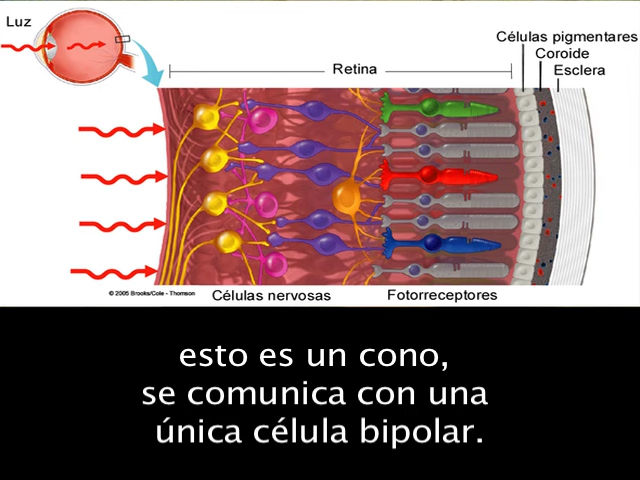 Luz
Células pigmentares
Coroide
Esclera
Retina
© 2005 Brooks/Cole - Thomson
Células nervosas
Fotorreceptores
esto es un cono,
se comunica con una
única célula bipolar.